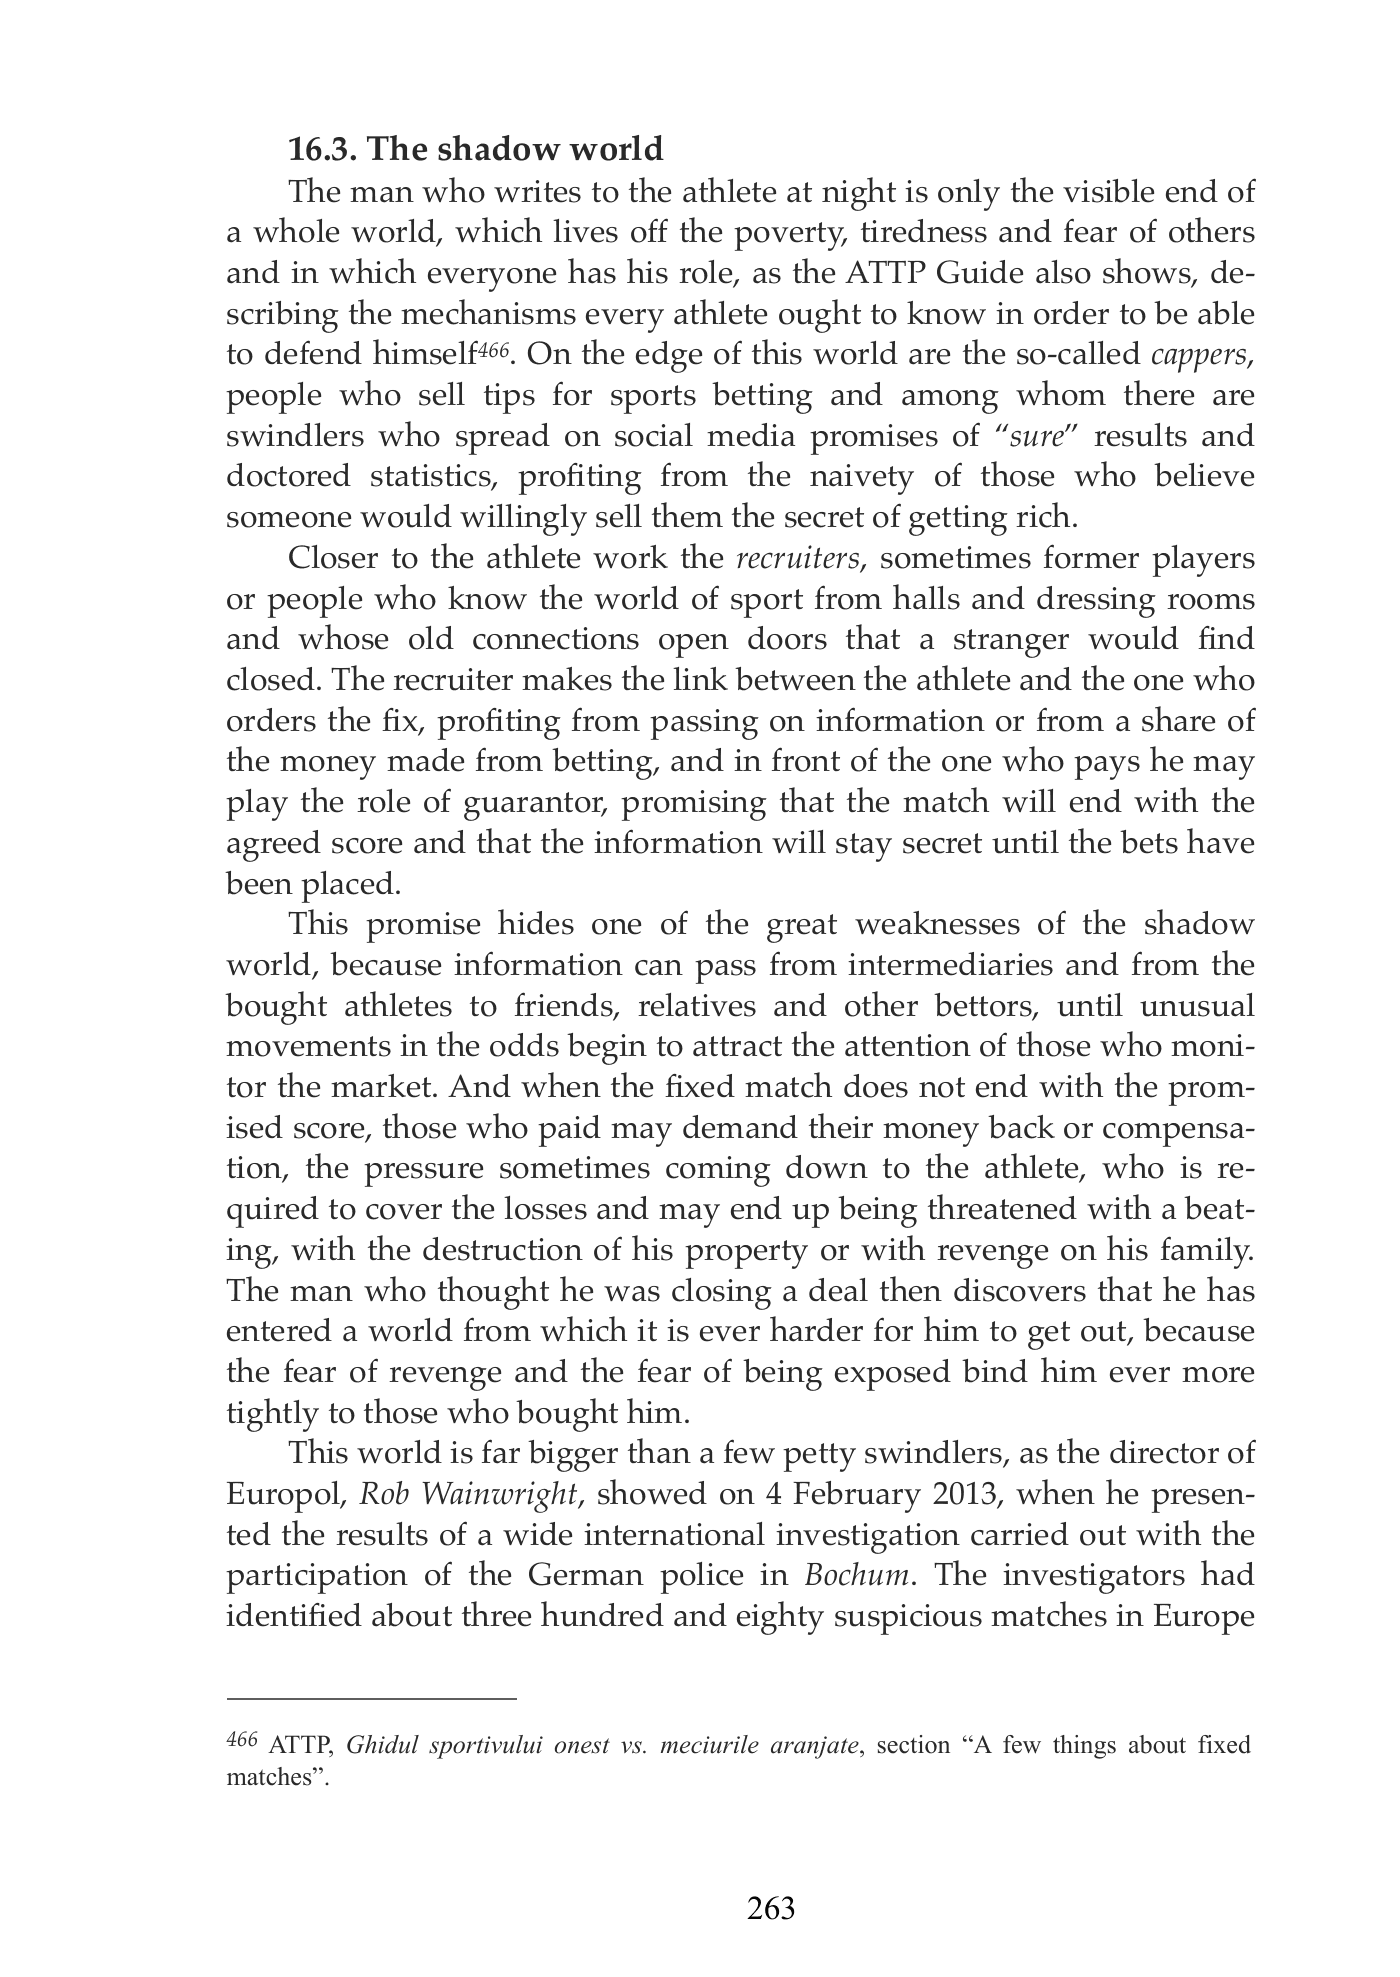 16.3. The shadow world
The man who writes to the athlete at night is only the visible end of
a whole world, which lives off the poverty, tiredness and fear of others
and in which everyone has his role, as the ATTP Guide also shows, de-
scribing the mechanisms every athlete ought to know in order to be able
to defend himself466. On the edge of this world are the so-called cappers,
people who sell tips for sports betting and among whom there are
swindlers who spread on social media promises of “sure” results and
doctored statistics, profiting from the naivety of those who believe
someone would willingly sell them the secret of getting rich.
Closer to the athlete work the recruiters, sometimes former players
or people who know the world of sport from halls and dressing rooms
and whose old connections open doors that a stranger would find
closed. The recruiter makes the link between the athlete and the one who
orders the fix, profiting from passing on information or from a share of
the money made from betting, and in front of the one who pays he may
play the role of guarantor, promising that the match will end with the
agreed score and that the information will stay secret until the bets have
been placed.
This promise hides one of the great weaknesses of the shadow
world, because information can pass from intermediaries and from the
bought athletes to friends, relatives and other bettors, until unusual
movements in the odds begin to attract the attention of those who moni-
tor the market. And when the fixed match does not end with the prom-
ised score, those who paid may demand their money back or compensa-
tion, the pressure sometimes coming down to the athlete, who is re-
quired to cover the losses and may end up being threatened with a beat-
ing, with the destruction of his property or with revenge on his family.
The man who thought he was closing a deal then discovers that he has
entered a world from which it is ever harder for him to get out, because
the fear of revenge and the fear of being exposed bind him ever more
tightly to those who bought him.
This world is far bigger than a few petty swindlers, as the director of
Europol, Rob Wainwright, showed on 4 February 2013, when he presen-
ted the results of a wide international investigation carried out with the
participation of the German police in Bochum. The investigators had
identified about three hundred and eighty suspicious matches in Europe
466 ATTP, Ghidul sportivului onest vs. meciurile aranjate, section “A few things about fixed
matches”.
263